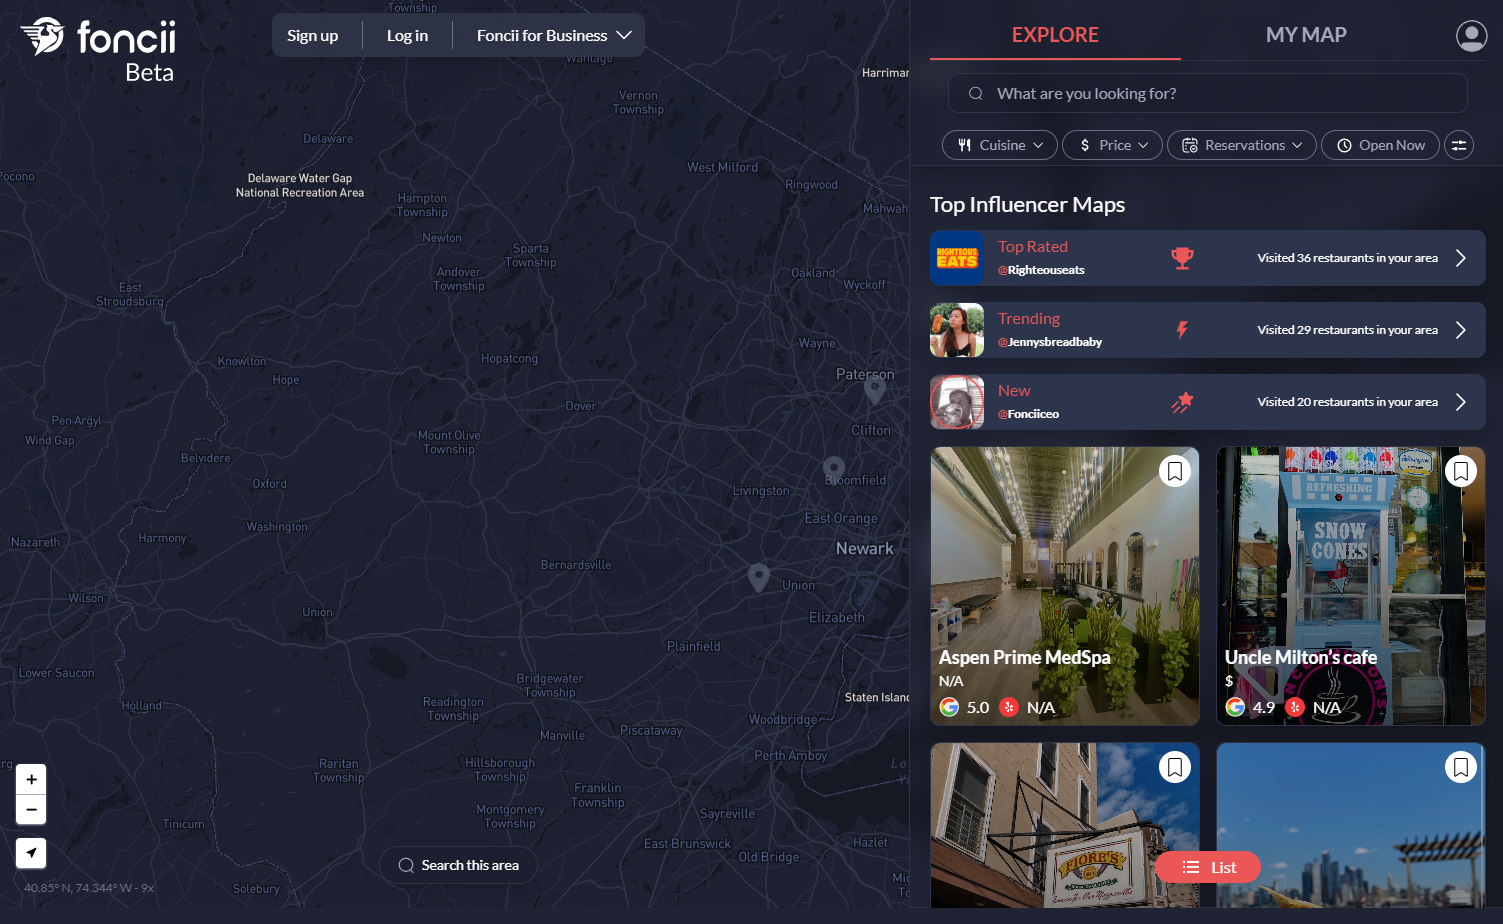 foncii
Beta
Sign up
Log in
Foncii for Business
EXPLORE
MY MAP
What are you looking for?
Cuisine
Price
Reservations
Open Now
Top Influencer Maps
RIGHTEOUS
EATS
Top Rated
@Righteouseats
Visited 36 restaurants in your area
Trending
@Jennysbreadbaby
Visited 29 restaurants in your area
New
@Fonciiceo
Visited 20 restaurants in your area
Aspen Prime MedSpa
N/A
5.0
N/A
REFRESHING
SNOW
CONES
Uncle Milton's cafe
$
4.9
N/A
FIORE'S
List
Township
Wantage
Harriman
Vernon
Township
Delaware
West Milford
Pocono
Delaware Water Gap
National Recreation Area
Ringwood
Hampton
Township
Mahwah
Newton
Sparta
Township
Andover
Township
Oakland
Wyckoff
East
Stroudsburg
Wayne
Knowlton
Hopatcong
Hope
Paterson
Dover
Pen Argyl
Clifton
Mount Olive
Township
Wind Gap
Belvidere
Bloomfield
Oxford
Livingston
East Orange
Washington
Nazareth
Harmony
Newark
Bernardsville
Union
Wilson
Union
Elizabeth
Plainfield
Lower Saucon
Bridgewater
Township
Staten Island
Readington
Township
Holland
Woodbridge
Manville
Piscataway
Perth Amboy
Raritan
Township
Hillsborough
Township
Franklin
Township
Montgomery
Township
Sayreville
Tinicum
East Brunswick
Hazlet
Old Bridge
Solebury
+
−
Search this area
40.85° N, 74.344° W - 9x